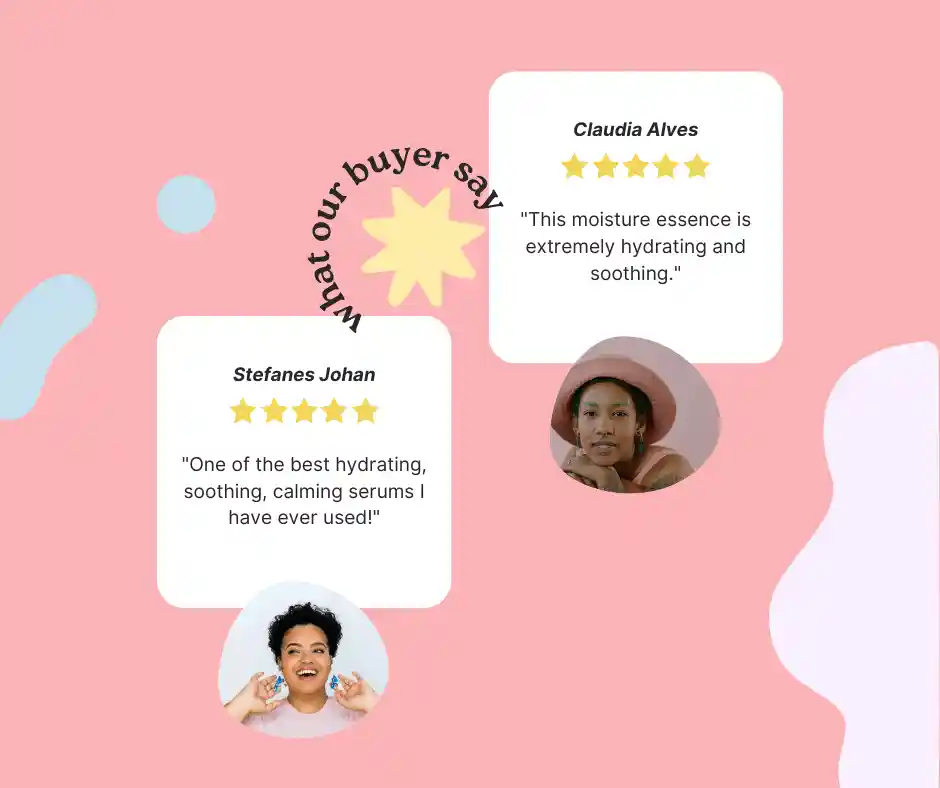 what our buyer say
Claudia Alves
"This moisture essence is
extremely hydrating and
soothing."
Stefanes Johan
"One of the best hydrating,
soothing, calming serums I
have ever used!"